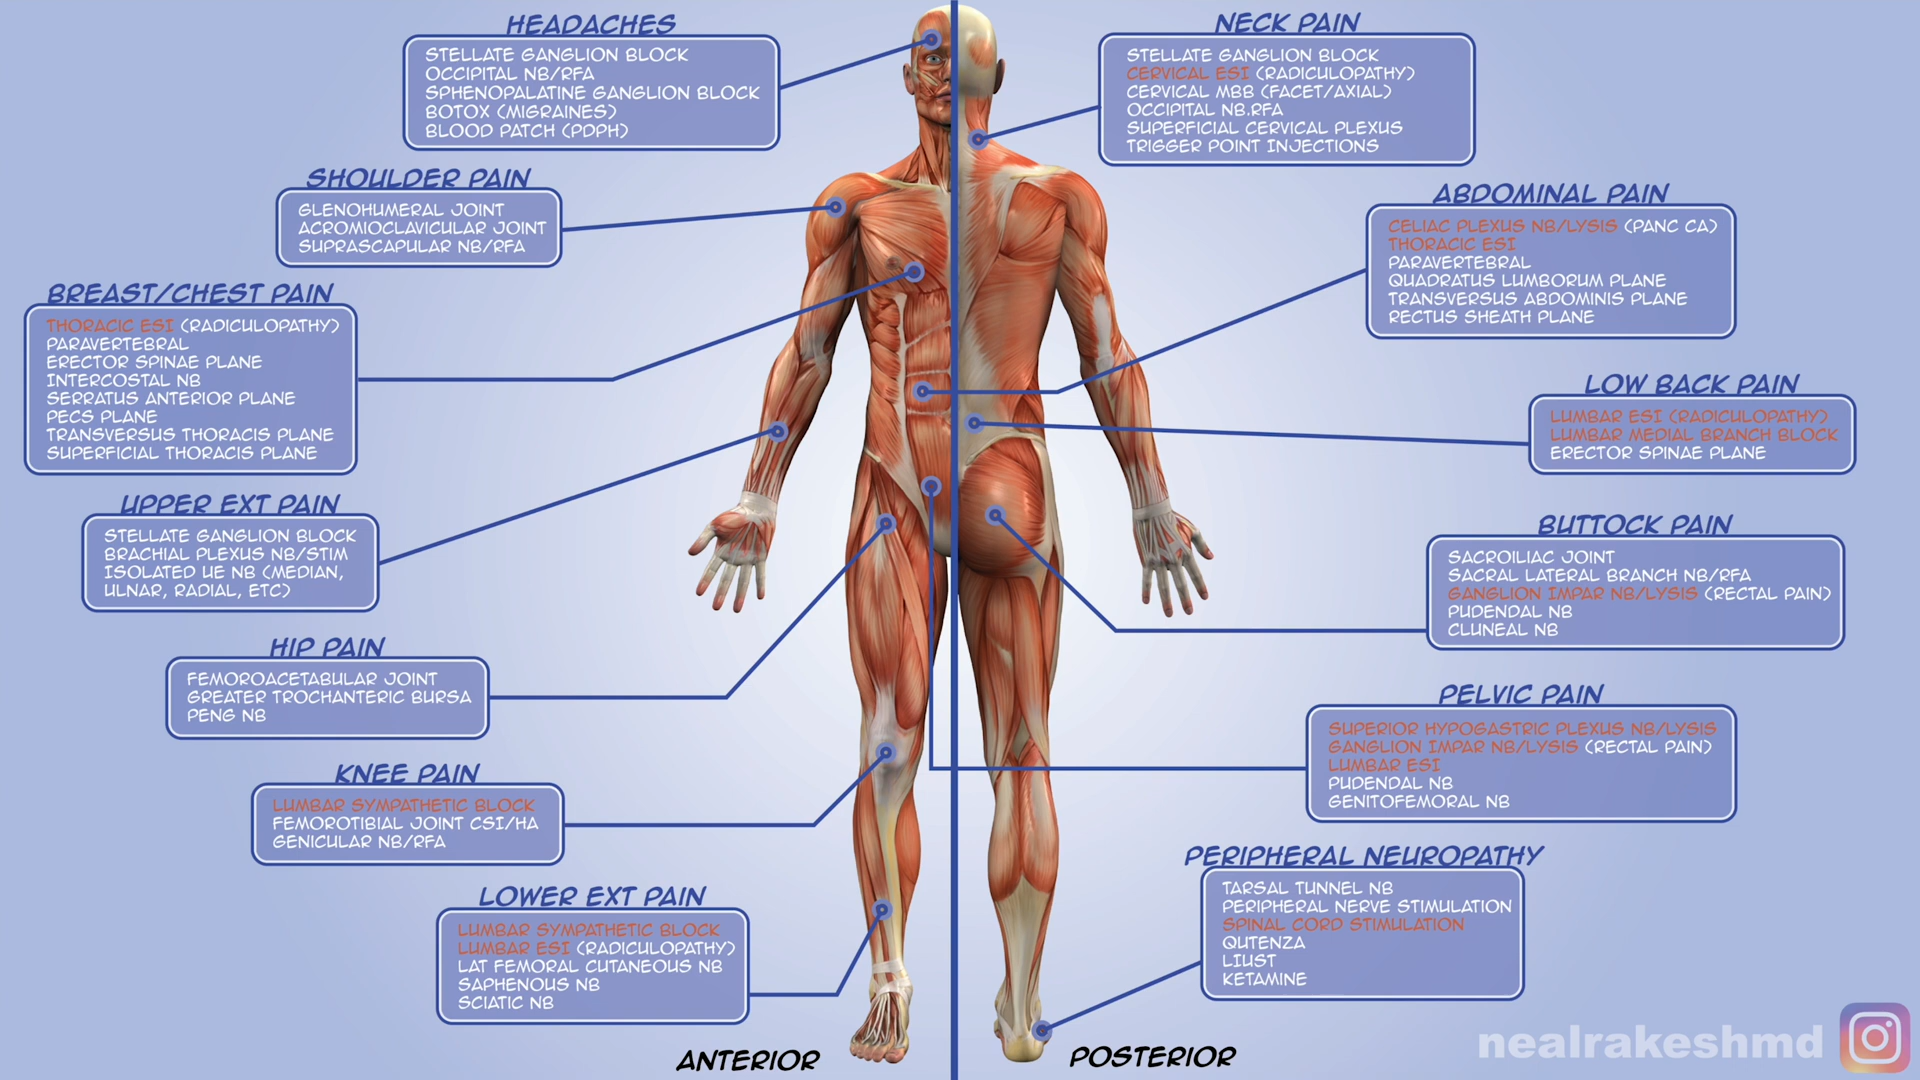 HEADACHES
STELLATE GANGLION BLOCK
OCCIPITAL NB/RFA
SPHENOPALATINE GANGLION BLOCK
BOTOX (MIGRAINES)
BLOOD PATCH (PDPH)
SHOULDER PAIN
GLENOHUMERAL JOINT
ACROMIOCLAVICULAR JOINT
SUPRASCAPULAR NB/RFA
BREAST/CHEST PAIN
THORACIC ESI (RADICULOPATHY)
PARAVERTEBRAL
ERECTOR SPINAE PLANE
INTERCOSTAL NB
SERRATUS ANTERIOR PLANE
PECS PLANE
TRANSVERSUS THORACIS PLANE
SUPERFICIAL THORACIS PLANE
UPPER EXT PAIN
STELLATE GANGLION BLOCK
BRACHIAL PLEXUS NB/STIM
ISOLATED UE NB (MEDIAN,
ULNAR, RADIAL, ETC)
HIP PAIN
FEMOROACETABULAR JOINT
GREATER TROCHANTERIC BURSA
PENG NB
KNEE PAIN
LUMBAR SYMPATHETIC BLOCK
FEMOROTIBIAL JOINT CSI/HA
GENICULAR NB/RFA
LOWER EXT PAIN
LUMBAR SYMPATHETIC BLOCK
LUMBAR ESI (RADICULOPATHY)
LAT FEMORAL CUTANEOUS NB
SAPHENOUS NB
SCIATIC NB
ANTERIOR
NECK PAIN
STELLATE GANGLION BLOCK
CERVICAL ESI (RADICULOPATHY)
CERVICAL MBB (FACET/AXIAL)
OCCIPITAL NB.RFA
SUPERFICIAL CERVICAL PLEXUS
TRIGGER POINT INJECTIONS
ABDOMINAL PAIN
CELIAC PLEXUS NB/LYSIS (PANC CA)
THORACIC ESI
PARAVERTEBRAL
QUADRATUS LUMBORUM PLANE
TRANSVERSUS ABDOMINIS PLANE
RECTUS SHEATH PLANE
LOW BACK PAIN
LUMBAR ESI (RADICULOPATHY)
LUMBAR MEDIAL BRANCH BLOCK
ERECTOR SPINAE PLANE
BUTTOCK PAIN
SACROILIAC JOINT
SACRAL LATERAL BRANCH NB/RFA
GANGLION IMPAR NB/LYSIS (RECTAL PAIN)
PUDENDAL NB
CLUNEAL NB
PELVIC PAIN
SUPERIOR HYPOGASTRIC PLEXUS NB/LYSIS
GANGLION IMPAR NB/LYSIS (RECTAL PAIN)
LUMBAR ESI
PUDENDAL NB
GENITOFEMORAL NB
PERIPHERAL NEUROPATHY
TARSAL TUNNEL NB
PERIPHERAL NERVE STIMULATION
SPINAL CORD STIMULATION
QUTENZA
LIUST
KETAMINE
POSTERIOR
nealrakeshmd